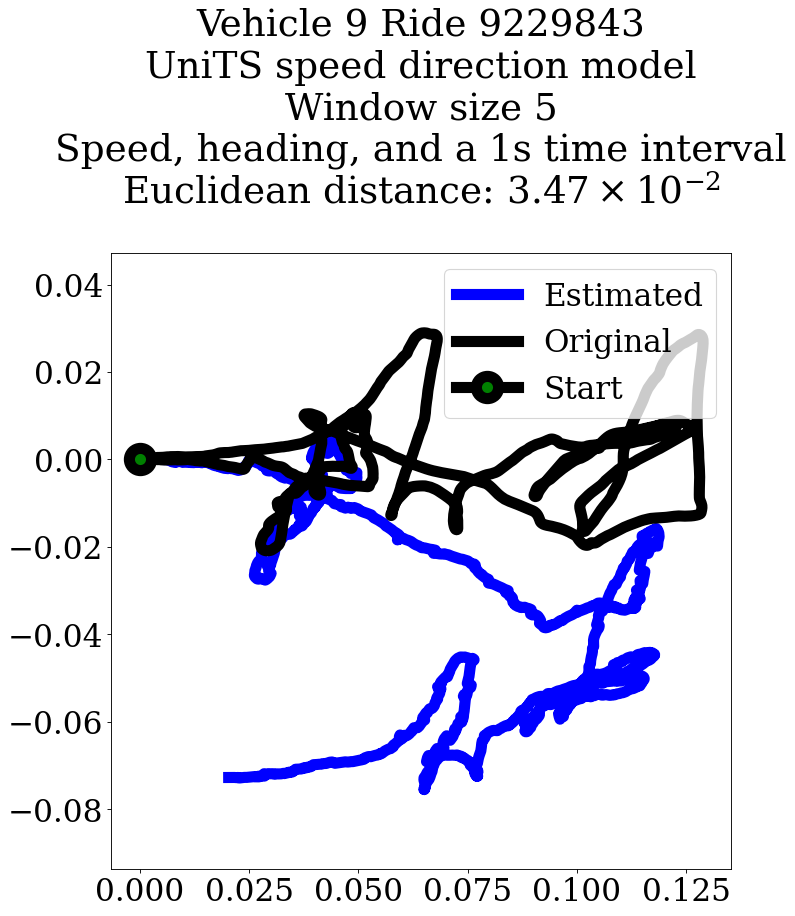 Vehicle 9 Ride 9229843
UniTS speed direction model
Window size 5
Speed, heading, and a 1s time interval
Euclidean distance: 3.47 × 10⁻²
Estimated
Original
Start
0.04
0.02
0.00
−0.02
−0.04
−0.06
−0.08
0.000 0.025 0.050 0.075 0.100 0.125